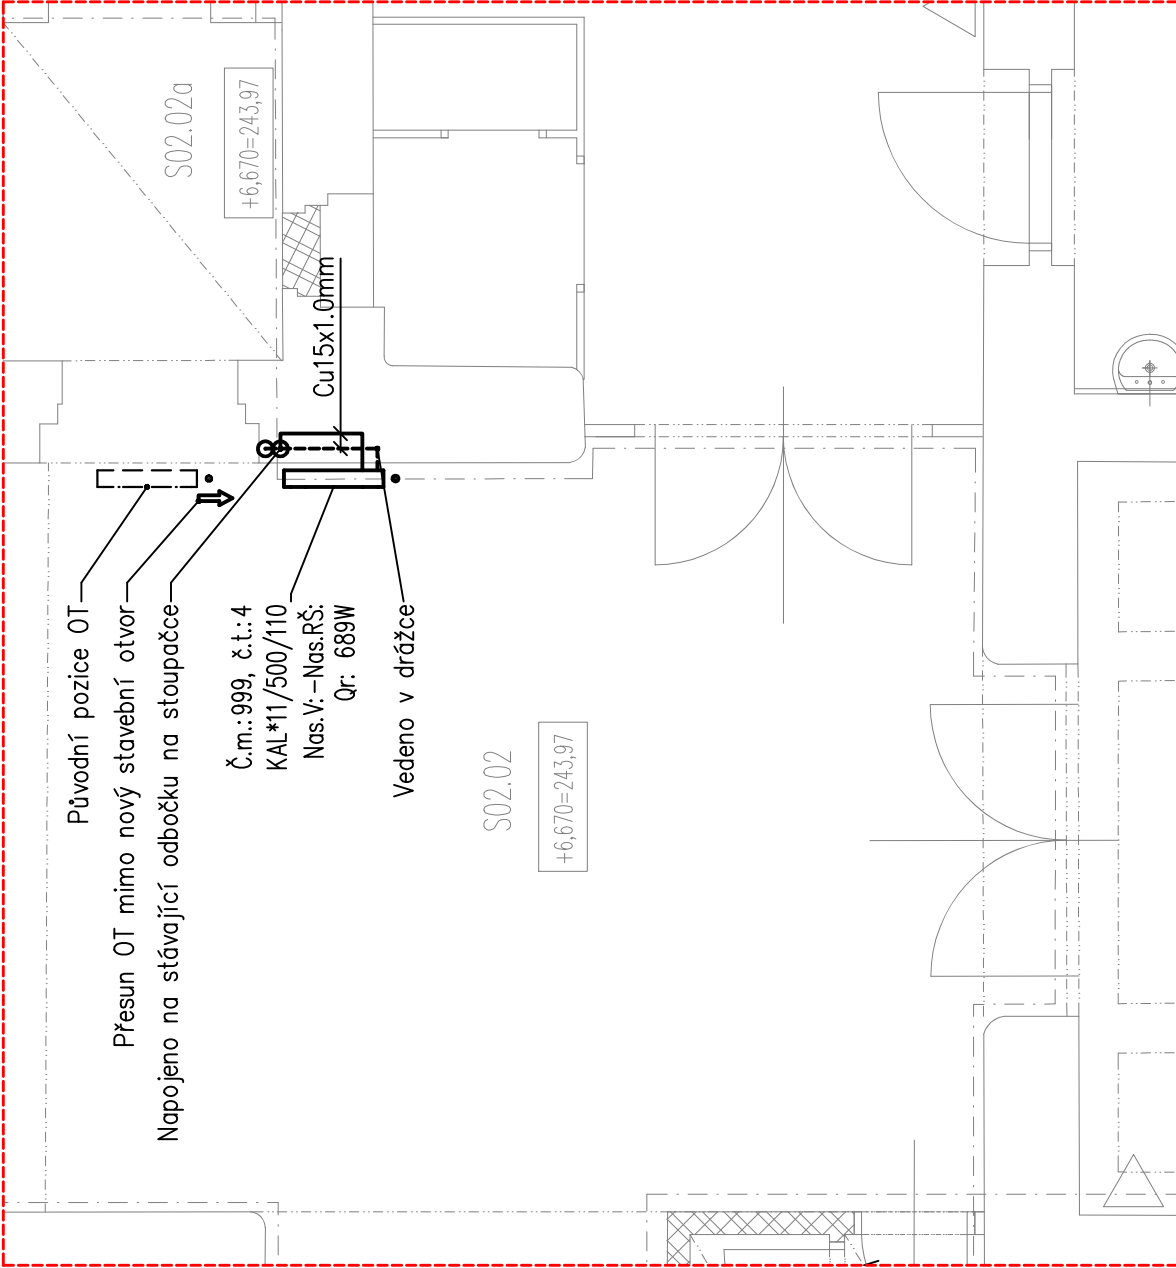 S02.02a
+6,670=243,97
Cu15x1.0mm
Původní pozice OT
Přesun OT mimo nový stavební otvor
Napojeno na stávající odbočku na stoupačce
Č.m.:999, č.t.:4
KAL*11/500/110
Nas.V:-Nas.RŠ:
Qr: 689W
Vedeno v drážce
S02.02
+6,670=243,97